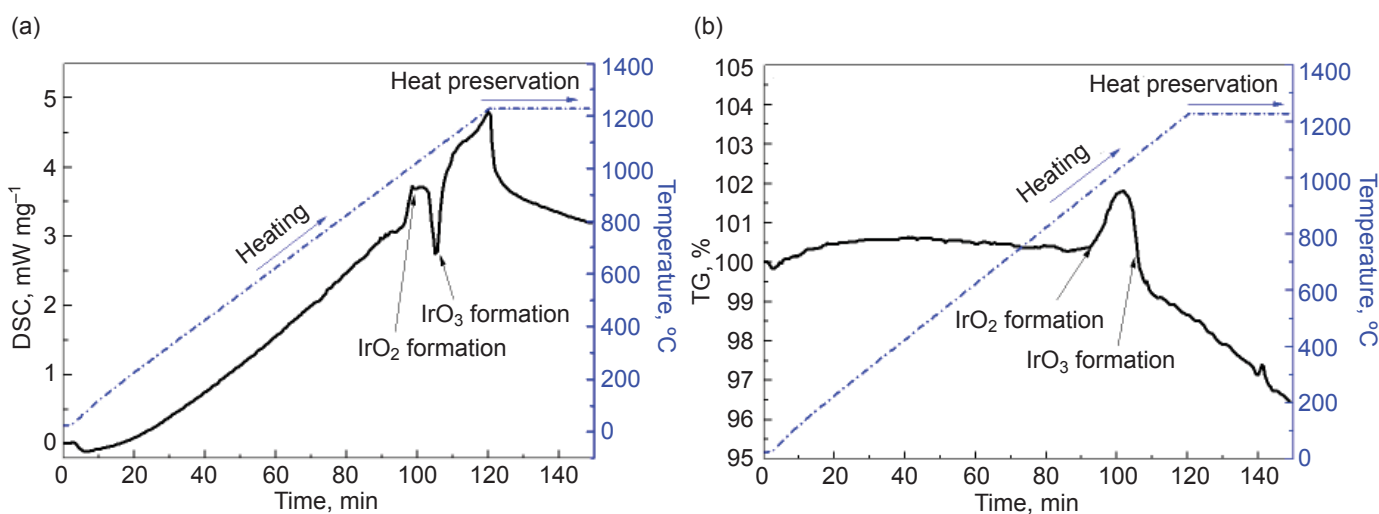 (a)
Heat preservation
Heating
IrO₃ formation
IrO₂ formation
5
4
3
2
1
0
DSC, mW mg⁻¹
0 20 40 60 80 100 120 140
Time, min
1400
1200
1000
800
600
400
200
0
Temperature, ºC
(b)
Heat preservation
Heating
IrO₂ formation
IrO₃ formation
105
104
103
102
101
100
99
98
97
96
95
TG, %
0 20 40 60 80 100 120 140
Time, min
1400
1200
1000
800
600
400
200
0
Temperature, ºC